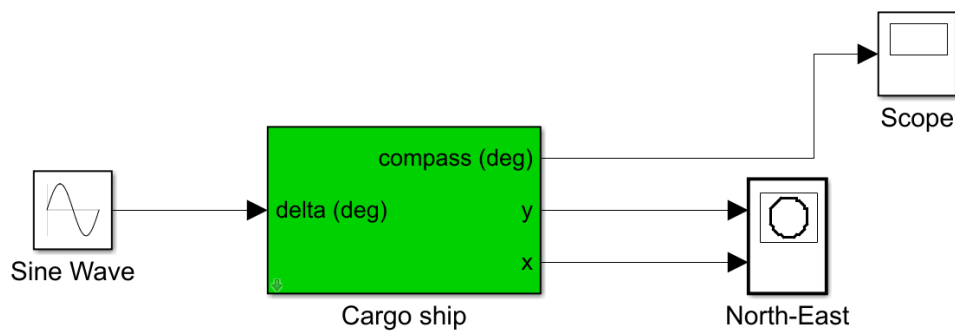 Scope
compass (deg)
delta (deg)
y
x
Sine Wave
Cargo ship
North-East